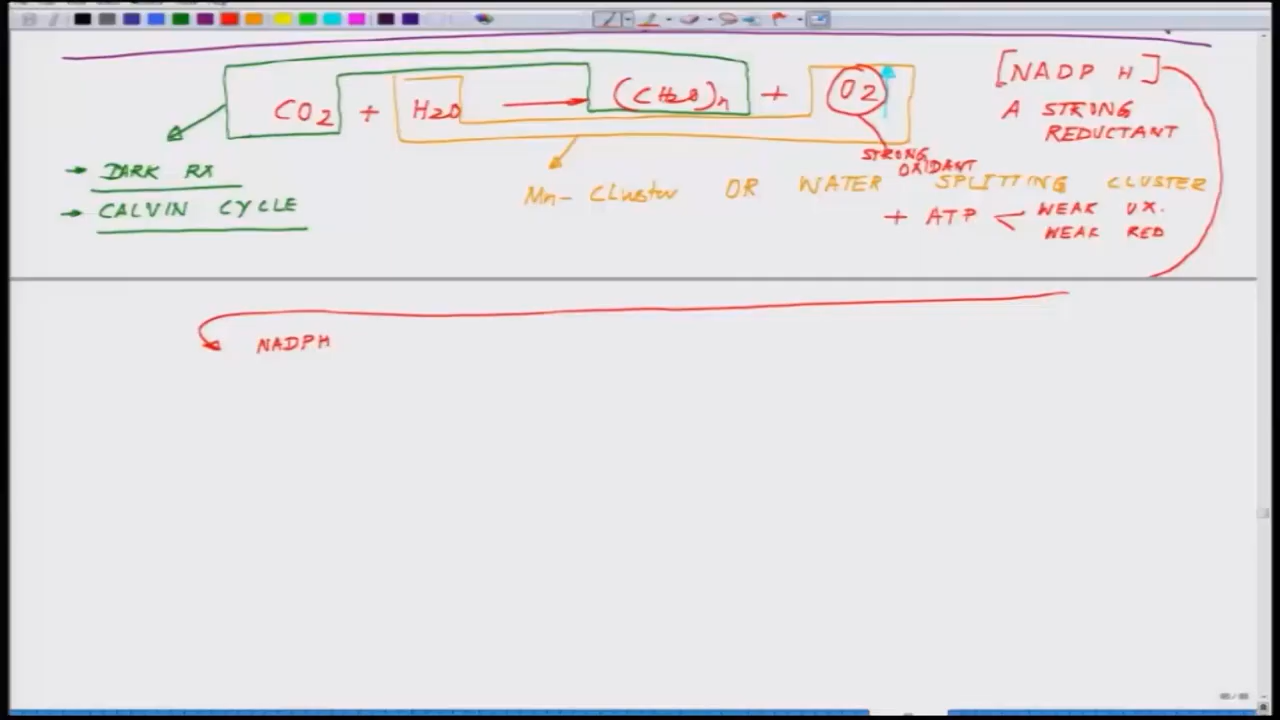 CO2 + H2O → (CH2O)n + O2
[NADP H]
A STRONG
REDUCTANT
STRONG
OXIDANT
→ DARK RX
→ CALVIN CYCLE
Mn-Cluster OR WATER SPLITTING CLUSTER
+ ATP
WEAK OX.
WEAK RED
NADPH